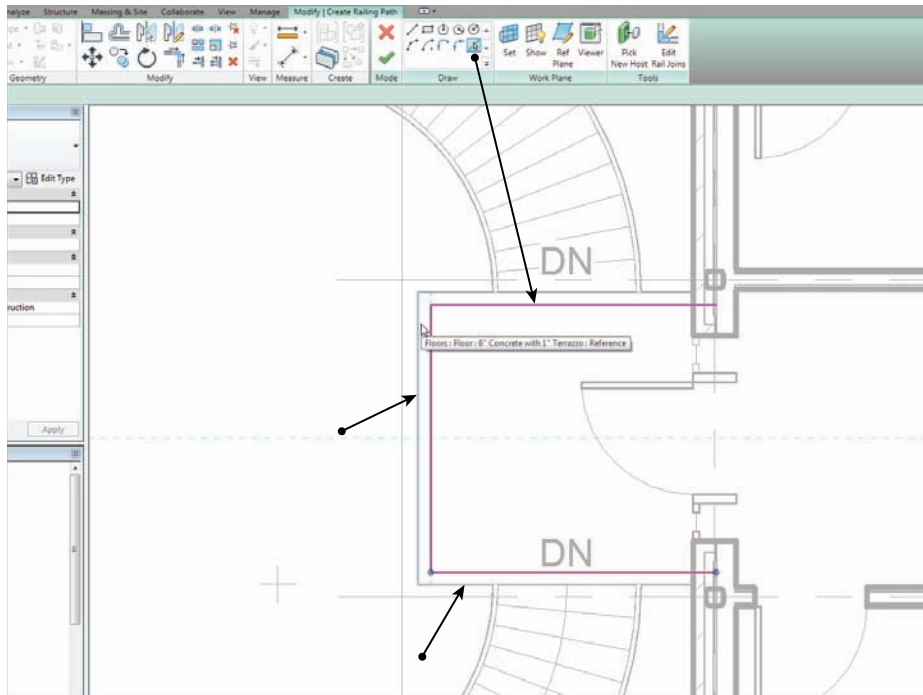 Structure Massing & Site Collaborate View Manage Modify | Create Railing Path
Set Show Ref Plane Viewer Pick New Host Edit Rail Joins
Geometry Modify View Measure Create Mode Draw Work Plane Tools
Edit Type
Apply
DN
Floors : Floor : 6" Concrete with 1" Terrazzo : Reference
DN